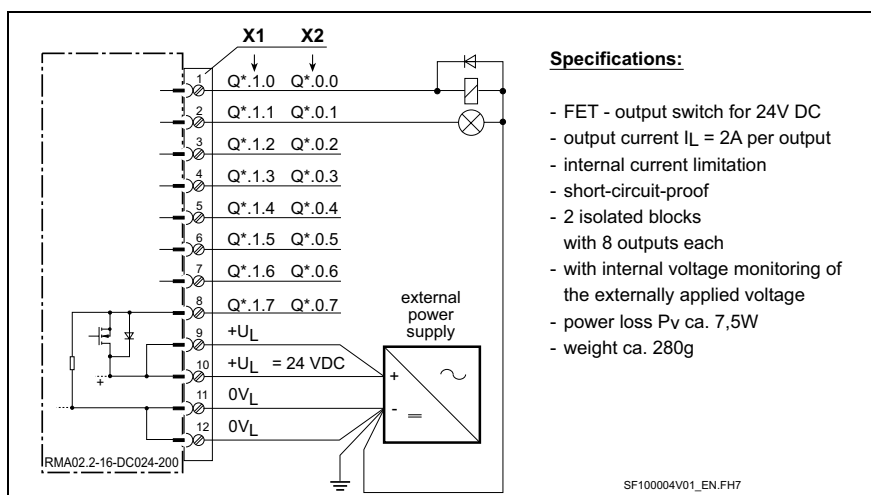 X1 X2
1 Q*.1.0 Q*.0.0
2 Q*.1.1 Q*.0.1
3 Q*.1.2 Q*.0.2
4 Q*.1.3 Q*.0.3
5 Q*.1.4 Q*.0.4
6 Q*.1.5 Q*.0.5
7 Q*.1.6 Q*.0.6
8 Q*.1.7 Q*.0.7
9 +UL
10 +UL = 24 VDC
11 0VL
12 0VL
+
RMA02.2-16-DC024-200
external
power
supply
+
-
Specifications:
- FET - output switch for 24V DC
- output current IL = 2A per output
- internal current limitation
- short-circuit-proof
- 2 isolated blocks
with 8 outputs each
- with internal voltage monitoring of
the externally applied voltage
- power loss Pv ca. 7,5W
- weight ca. 280g
SF100004V01_EN.FH7